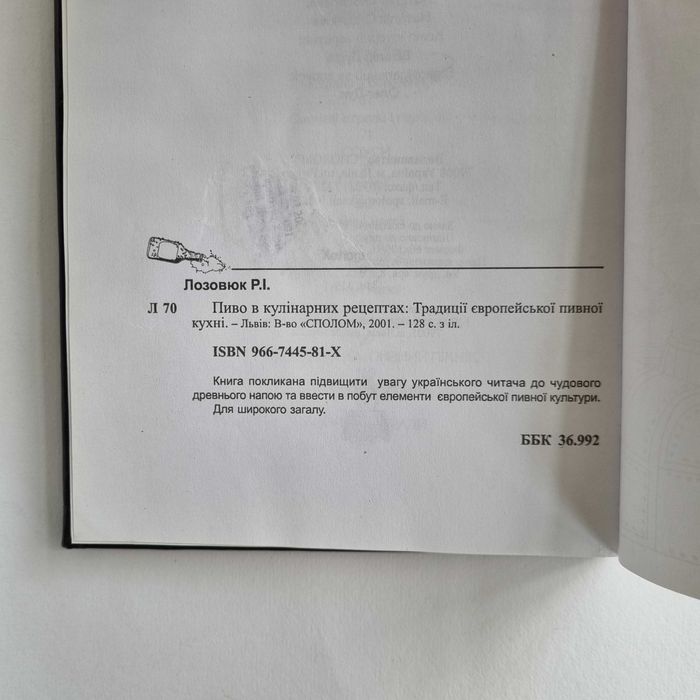 Лозовюк Р.І.
Л 70 Пиво в кулінарних рецептах: Традиції європейської пивної
кухні. – Львів: В-во «СПОЛОМ», 2001. – 128 с. з іл.
ISBN 966-7445-81-X
Книга покликана підвищити увагу українського читача до чудового
древнього напою та ввести в побут елементи європейської пивної культури.
Для широкого загалу.
ББК 36.992